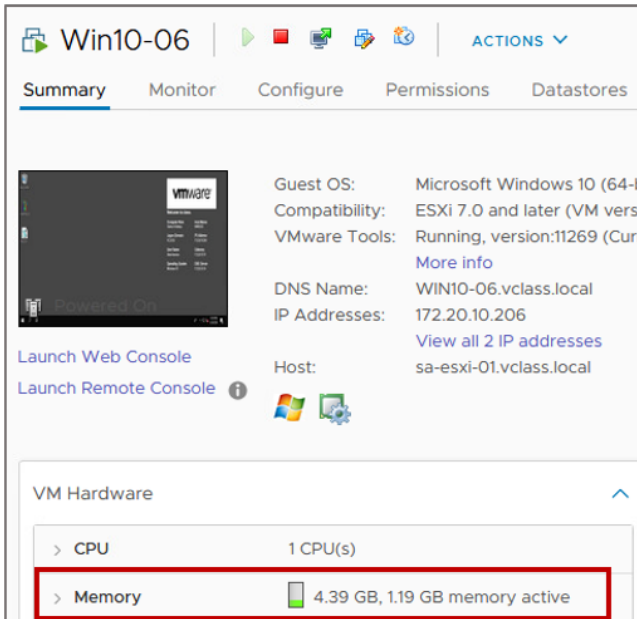 Win10-06 ACTIONS
Summary Monitor Configure Permissions Datastores
vmware
Powered On
Guest OS: Microsoft Windows 10 (64-
Compatibility: ESXi 7.0 and later (VM vers
VMware Tools: Running, version:11269 (Cur
More info
DNS Name: WIN10-06.vclass.local
IP Addresses: 172.20.10.206
View all 2 IP addresses
Host: sa-esxi-01.vclass.local
Launch Web Console
Launch Remote Console
VM Hardware
CPU 1 CPU(s)
Memory 4.39 GB, 1.19 GB memory active